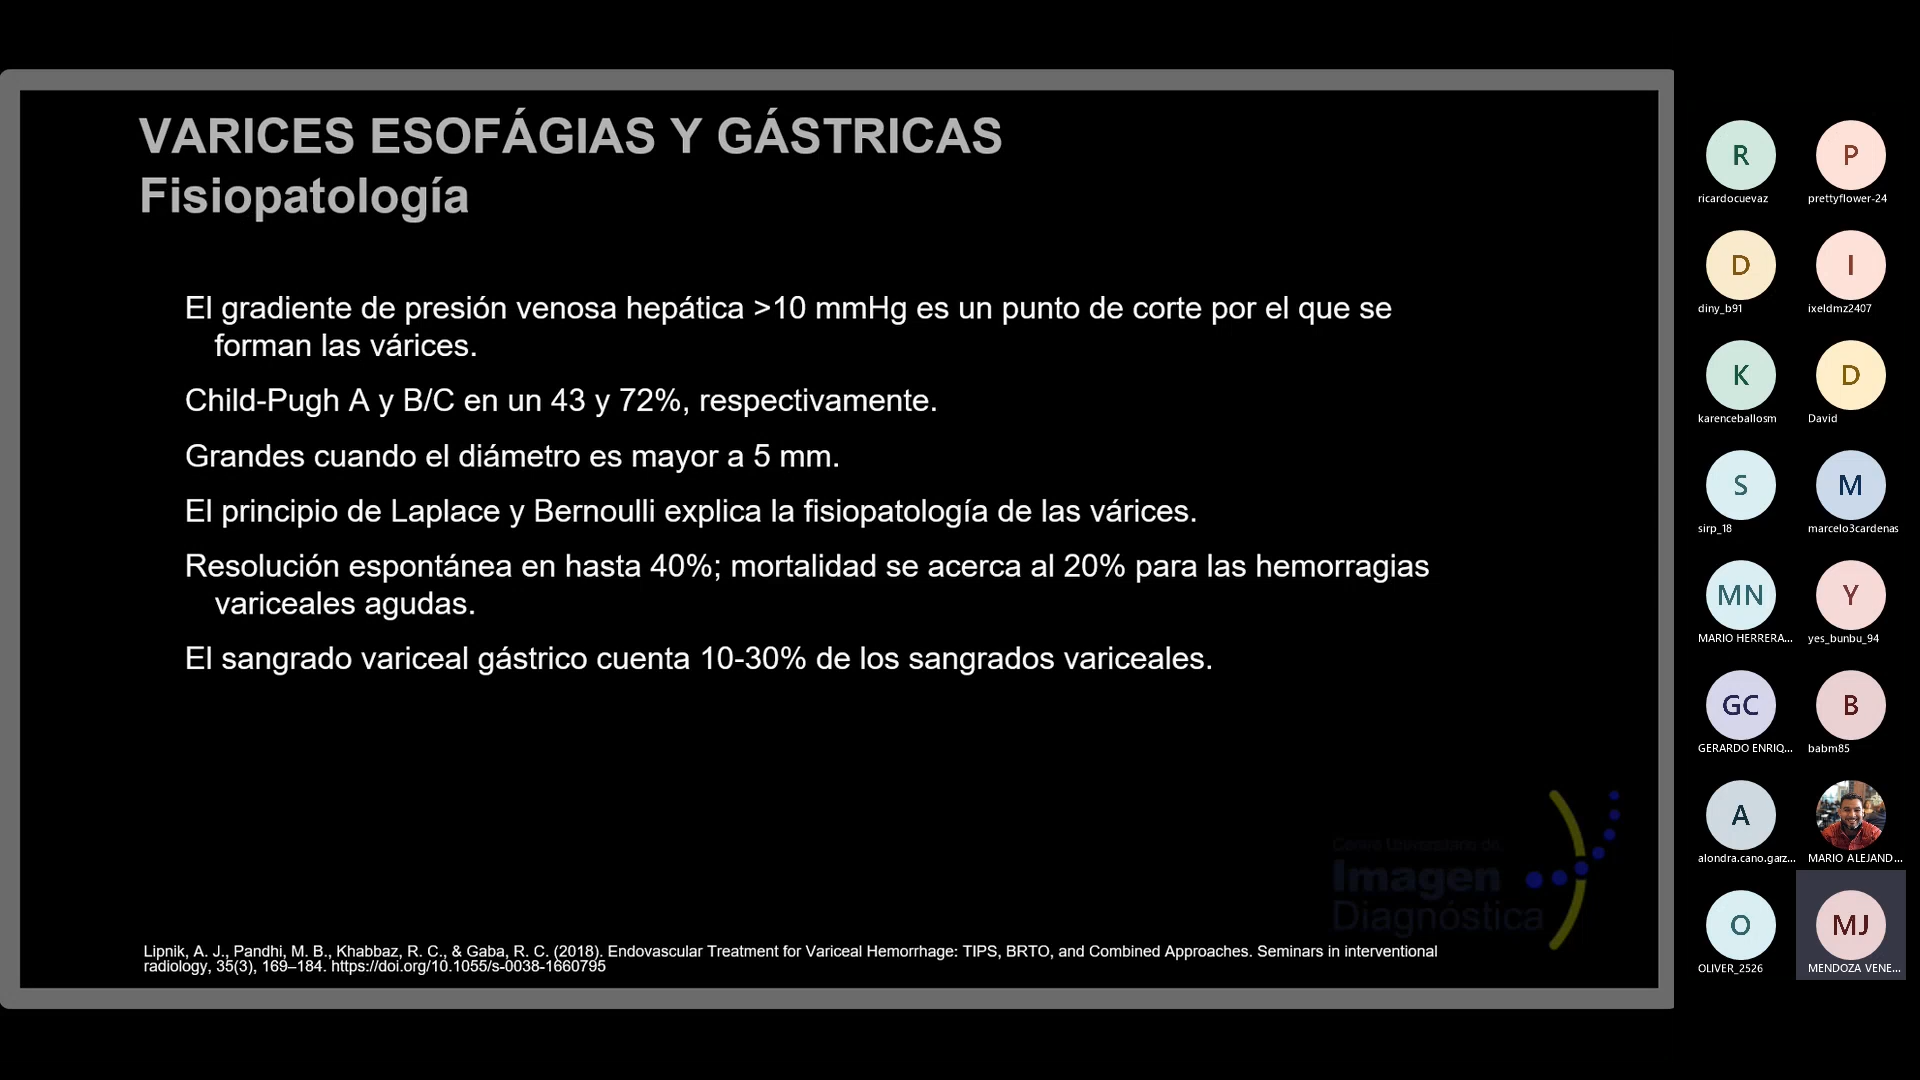 VARICES ESOFÁGIAS Y GÁSTRICAS
Fisiopatología
El gradiente de presión venosa hepática >10 mmHg es un punto de corte por el que se
forman las várices.
Child-Pugh A y B/C en un 43 y 72%, respectivamente.
Grandes cuando el diámetro es mayor a 5 mm.
El principio de Laplace y Bernoulli explica la fisiopatología de las várices.
Resolución espontánea en hasta 40%; mortalidad se acerca al 20% para las hemorragias
variceales agudas.
El sangrado variceal gástrico cuenta 10-30% de los sangrados variceales.
Centro Universitario de
Imagen
Diagnóstica
Lipnik, A. J., Pandhi, M. B., Khabbaz, R. C., & Gaba, R. C. (2018). Endovascular Treatment for Variceal Hemorrhage: TIPS, BRTO, and Combined Approaches. Seminars in interventional
radiology, 35(3), 169–184. https://doi.org/10.1055/s-0038-1660795
R P
ricardocuevaz prettyflower-24
D I
diny_b91 ixeldmz2407
K D
karenceballosm David
S M
sirp_18 marcelo3cardenas
MN Y
MARIO HERRERA... yes_bunbu_94
GC B
GERARDO ENRIQ... babm85
A
alondra.cano.garz... MARIO ALEJAND...
O MJ
OLIVER_2526 MENDOZA VENE...